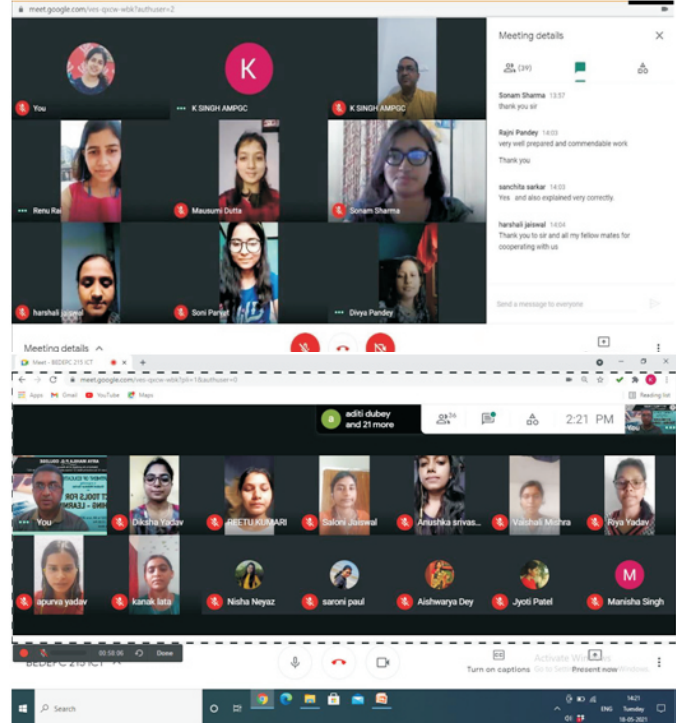 meet.google.com/ves-qxcw-wbk?authuser=2
Meeting details
(39)
You
K
K SINGH AMPGC
K SINGH AMPGC
Sonam Sharma 13:57
thank you sir
Rajni Pandey 14:03
very well prepared and commendable work
Thank you
sanchita sarkar 14:03
Yes and also explained very correctly.
harshali jaiswal 14:04
Thank you to sir and all my fellow mates for
cooperating with us
Renu Rai
Mausumi Dutta
Sonam Sharma
harshali jaiswal
Soni Parvat
Divya Pandey
Send a message to everyone
Meeting details
Meet - BEDEPC 215 ICT
meet.google.com/ves-qxcw-wbk?pli=1&authuser=0
Apps Gmail YouTube Maps
Reading list
a
aditi dubey
and 21 more
36
2:21 PM
You
You
Diksha Yadav
REETU KUMARI
Saloni Jaiswal
Anushka srivas...
Vaishali Mishra
Riya Yadav
apurva yadav
kanak lata
Nisha Neyaz
saroni paul
Aishwarya Dey
Jyoti Patel
M
Manisha Singh
00:58:06 Done
BEDEPC 215 ICT
Turn on captions
Present now
Activate Windows
Search
ENG
1421
Tuesday
18-05-2021